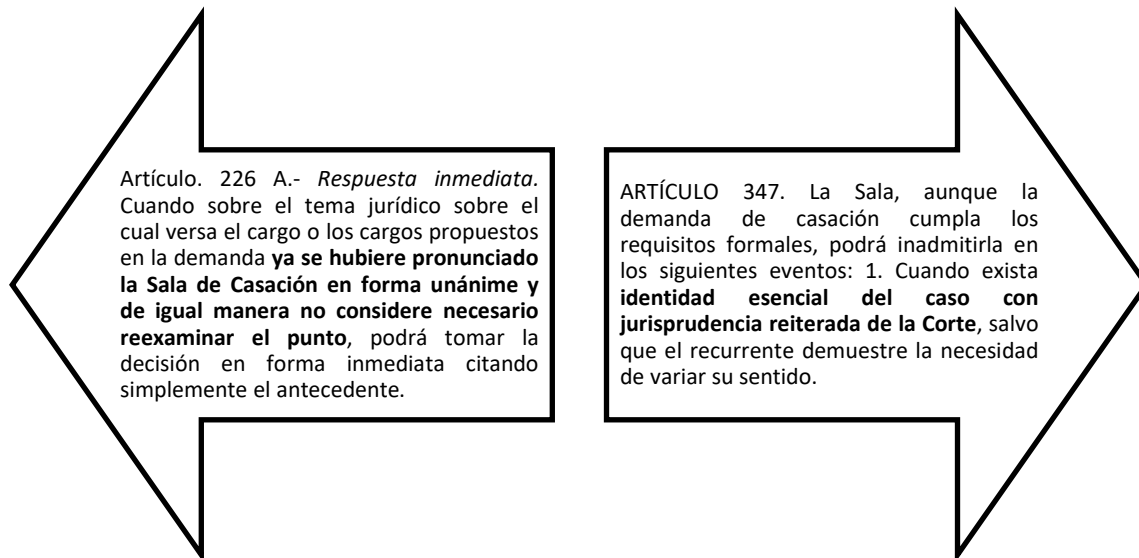 Artículo. 226 A.- Respuesta inmediata.
Cuando sobre el tema jurídico sobre el
cual versa el cargo o los cargos propuestos
en la demanda ya se hubiere pronunciado
la Sala de Casación en forma unánime y
de igual manera no considere necesario
reexaminar el punto, podrá tomar la
decisión en forma inmediata citando
simplemente el antecedente.
ARTÍCULO 347. La Sala, aunque la
demanda de casación cumpla los
requisitos formales, podrá inadmitirla en
los siguientes eventos: 1. Cuando exista
identidad esencial del caso con
jurisprudencia reiterada de la Corte, salvo
que el recurrente demuestre la necesidad
de variar su sentido.